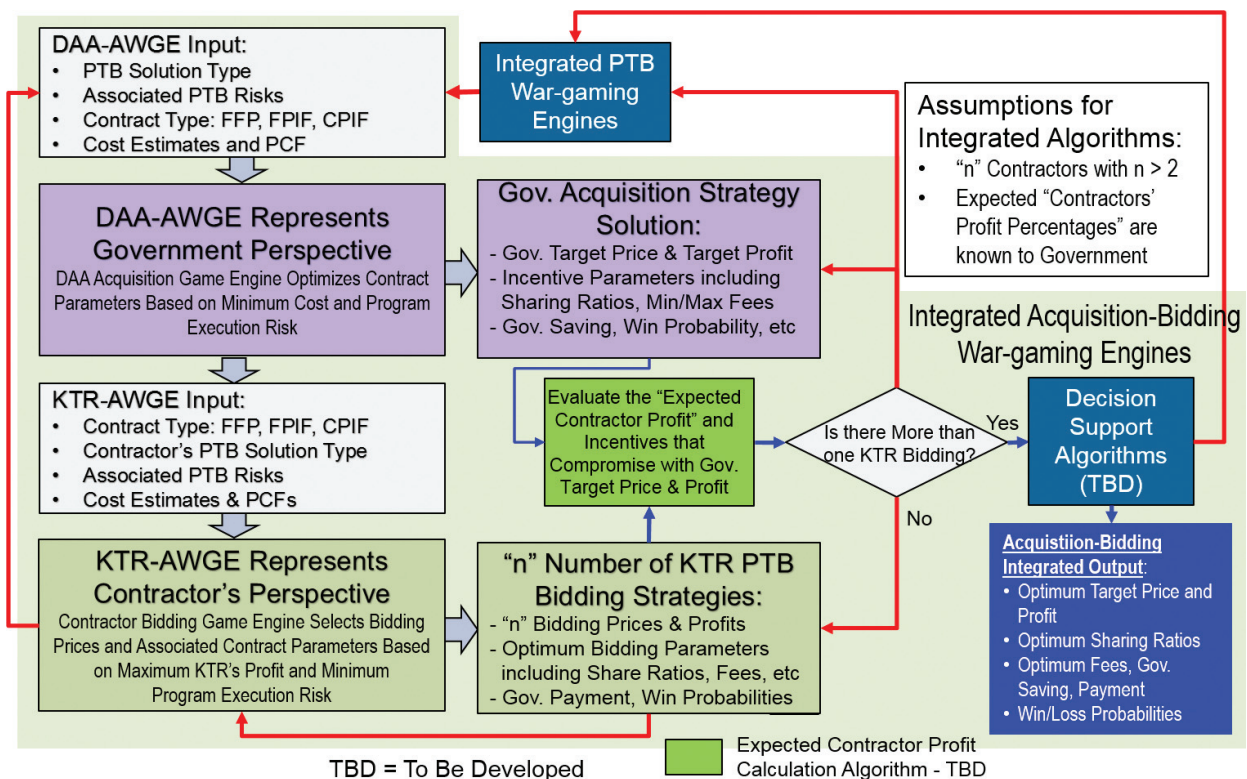 DAA-AWGE Input:
• PTB Solution Type
• Associated PTB Risks
• Contract Type: FFP, FPIF, CPIF
• Cost Estimates and PCF
Integrated PTB
War-gaming
Engines
Assumptions for
Integrated Algorithms:
• “n” Contractors with n > 2
• Expected “Contractors’
Profit Percentages” are
known to Government
DAA-AWGE Represents
Government Perspective
DAA Acquisition Game Engine Optimizes Contract
Parameters Based on Minimum Cost and Program
Execution Risk
Gov. Acquisition Strategy
Solution:
- Gov. Target Price & Target Profit
- Incentive Parameters including
Sharing Ratios, Min/Max Fees
- Gov. Saving, Win Probability, etc
Integrated Acquisition-Bidding
War-gaming Engines
KTR-AWGE Input:
• Contract Type: FFP, FPIF, CPIF
• Contractor’s PTB Solution Type
• Associated PTB Risks
• Cost Estimates & PCFs
Evaluate the “Expected
Contractor Profit” and
Incentives that
Compromise with Gov.
Target Price & Profit
Is there More than
one KTR Bidding?
Yes
No
Decision
Support
Algorithms
(TBD)
KTR-AWGE Represents
Contractor’s Perspective
Contractor Bidding Game Engine Selects Bidding
Prices and Associated Contract Parameters Based
on Maximum KTR’s Profit and Minimum
Program Execution Risk
“n” Number of KTR PTB
Bidding Strategies:
- “n” Bidding Prices & Profits
- Optimum Bidding Parameters
including Share Ratios, Fees, etc
- Gov. Payment, Win Probabilities
Acquistiion-Bidding
Integrated Output:
• Optimum Target Price and
Profit
• Optimum Sharing Ratios
• Optimum Fees, Gov.
Saving, Payment
• Win/Loss Probabilities
TBD = To Be Developed
Expected Contractor Profit
Calculation Algorithm - TBD